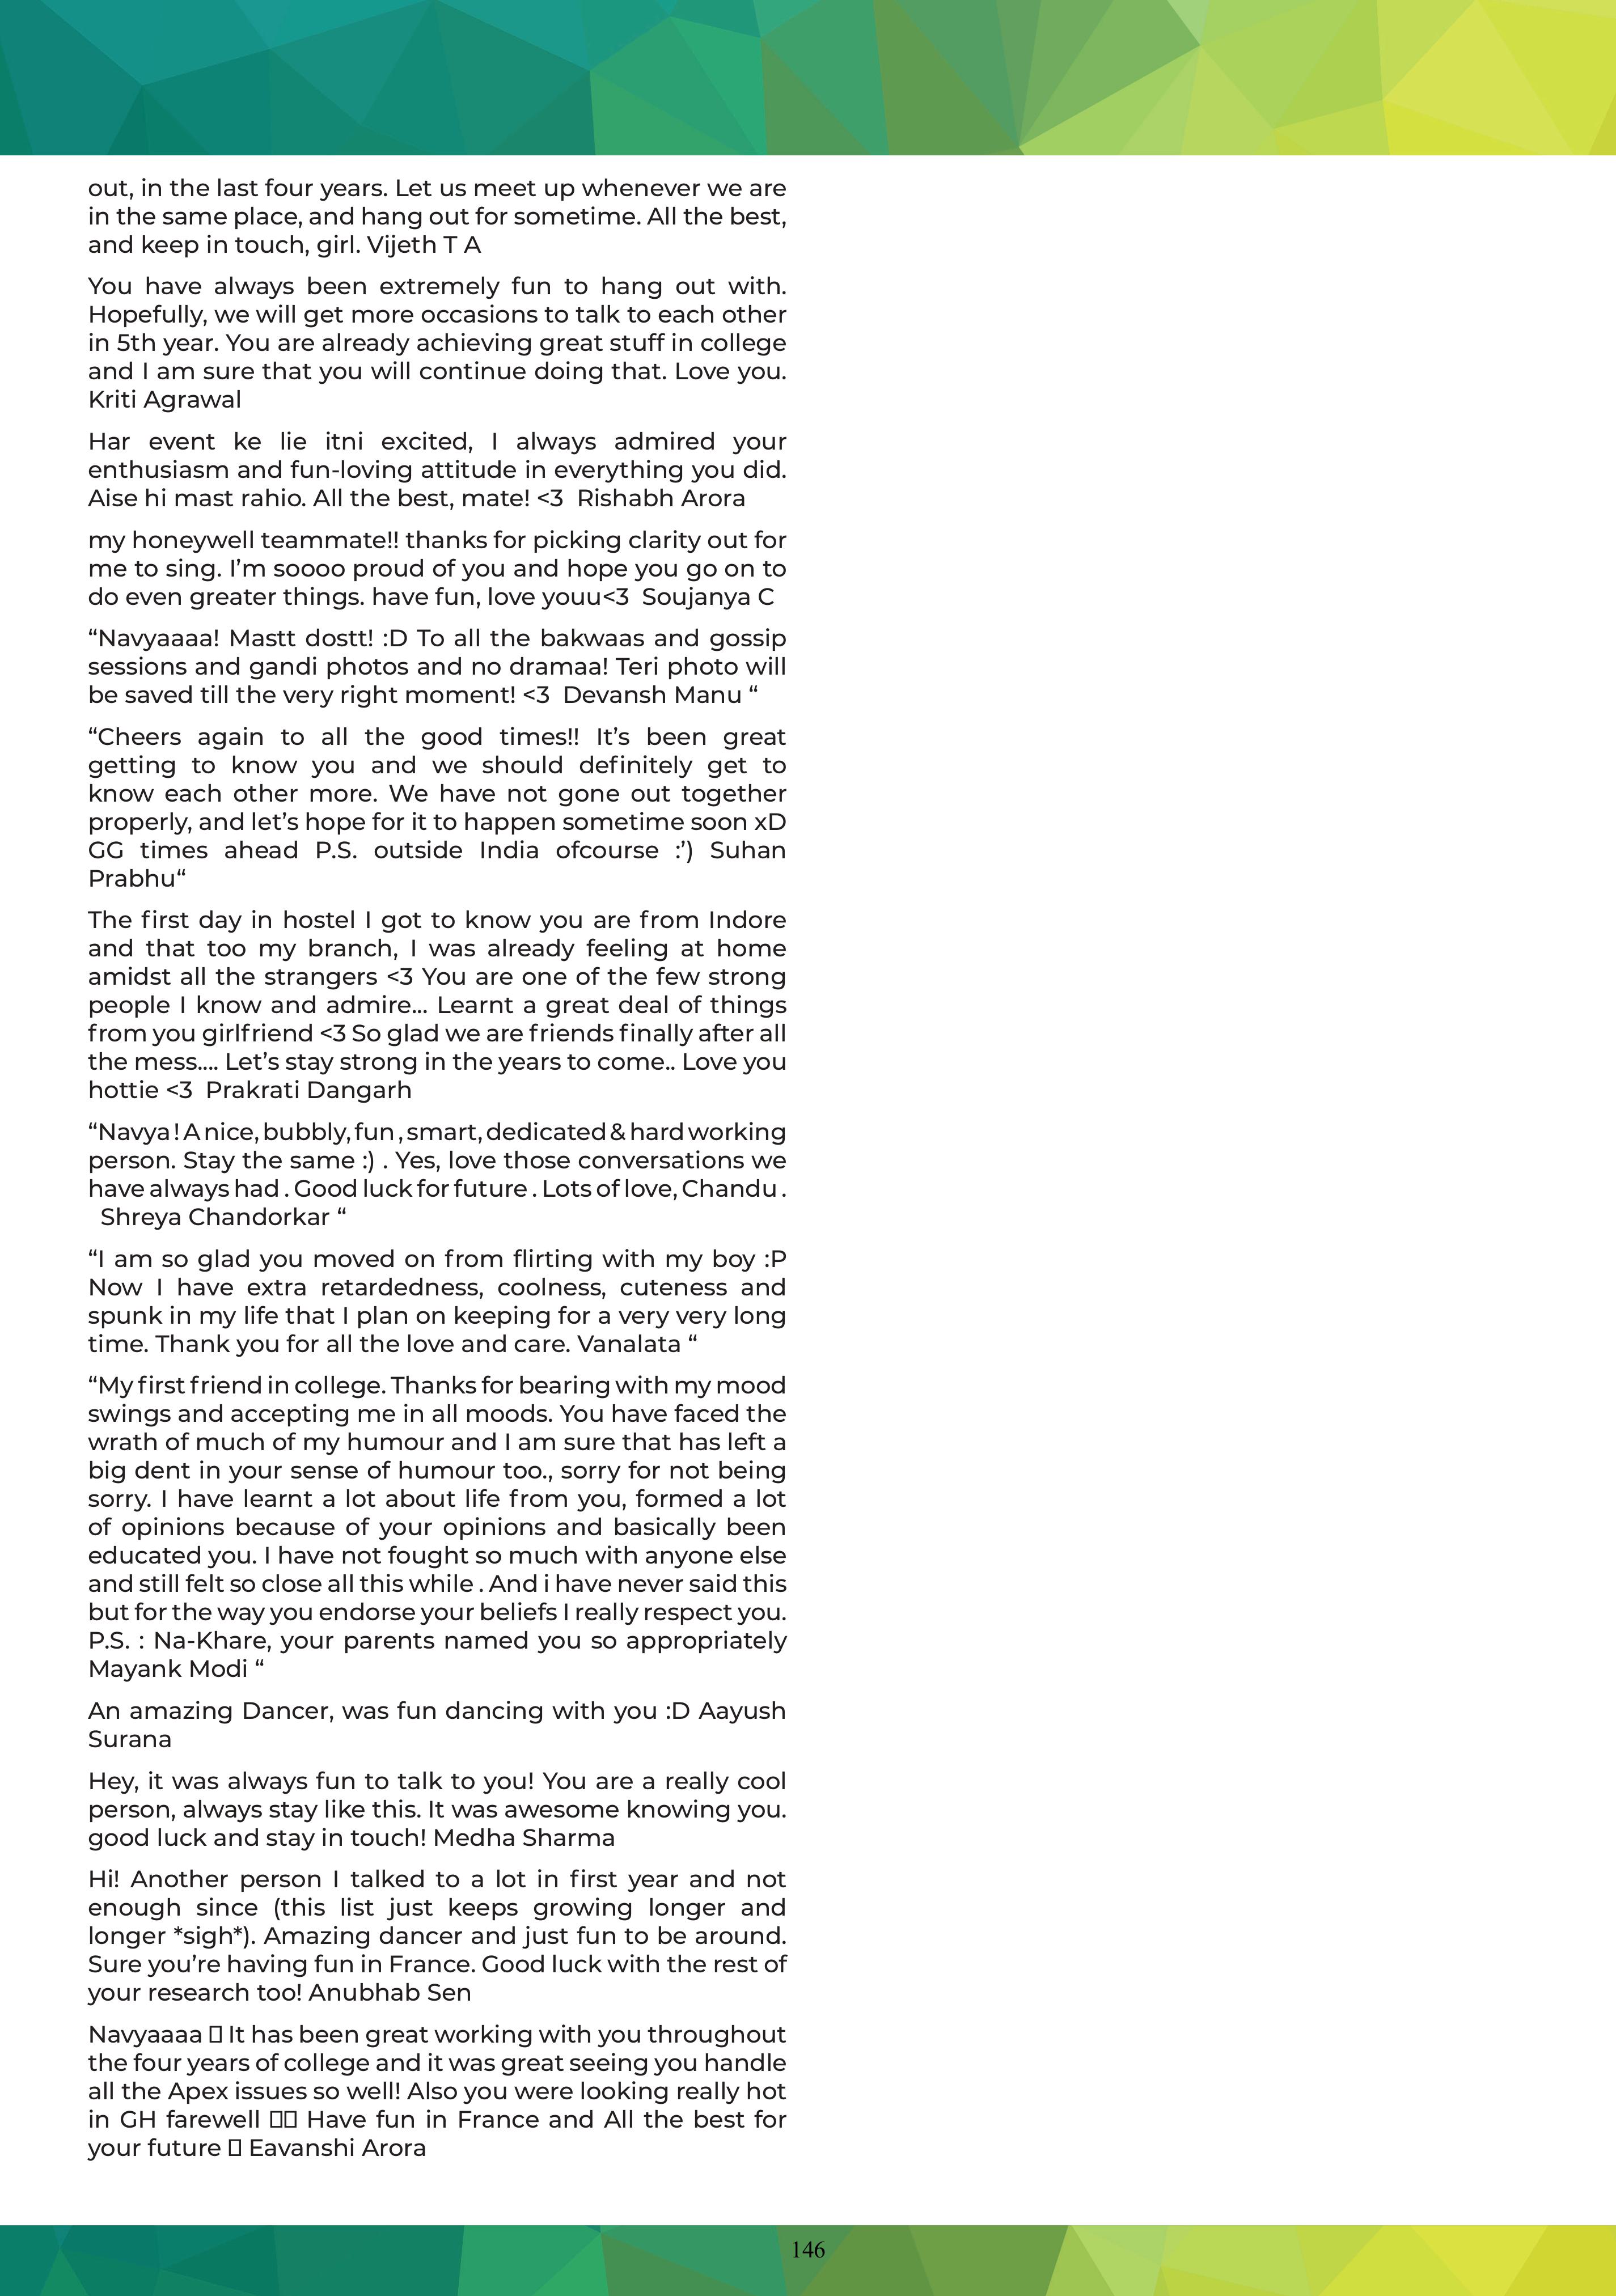 out, in the last four years. Let us meet up whenever we are
in the same place, and hang out for sometime. All the best,
and keep in touch, girl. Vijeth T A
You have always been extremely fun to hang out with.
Hopefully, we will get more occasions to talk to each other
in 5th year. You are already achieving great stuff in college
and I am sure that you will continue doing that. Love you.
Kriti Agrawal
Har event ke lie itni excited, I always admired your
enthusiasm and fun-loving attitude in everything you did.
Aise hi mast rahio. All the best, mate! <3  Rishabh Arora
my honeywell teammate!! thanks for picking clarity out for
me to sing. I’m soooo proud of you and hope you go on to
do even greater things. have fun, love youu<3  Soujanya C
“Navyaaaa! Mastt dostt! :D To all the bakwaas and gossip
sessions and gandi photos and no dramaa! Teri photo will
be saved till the very right moment! <3  Devansh Manu “
“Cheers again to all the good times!! It’s been great
getting to know you and we should definitely get to
know each other more. We have not gone out together
properly, and let’s hope for it to happen sometime soon xD
GG times ahead P.S. outside India ofcourse :’) Suhan
Prabhu“
The first day in hostel I got to know you are from Indore
and that too my branch, I was already feeling at home
amidst all the strangers <3 You are one of the few strong
people I know and admire... Learnt a great deal of things
from you girlfriend <3 So glad we are friends finally after all
the mess.... Let’s stay strong in the years to come.. Love you
hottie <3  Prakrati Dangarh
“Navya ! A nice, bubbly, fun , smart, dedicated & hard working
person. Stay the same :) . Yes, love those conversations we
have always had . Good luck for future . Lots of love, Chandu .
Shreya Chandorkar “
“I am so glad you moved on from flirting with my boy :P
Now I have extra retardedness, coolness, cuteness and
spunk in my life that I plan on keeping for a very very long
time. Thank you for all the love and care. Vanalata “
“My first friend in college. Thanks for bearing with my mood
swings and accepting me in all moods. You have faced the
wrath of much of my humour and I am sure that has left a
big dent in your sense of humour too., sorry for not being
sorry. I have learnt a lot about life from you, formed a lot
of opinions because of your opinions and basically been
educated you. I have not fought so much with anyone else
and still felt so close all this while . And i have never said this
but for the way you endorse your beliefs I really respect you.
P.S. : Na-Khare, your parents named you so appropriately
Mayank Modi “
An amazing Dancer, was fun dancing with you :D Aayush
Surana
Hey, it was always fun to talk to you! You are a really cool
person, always stay like this. It was awesome knowing you.
good luck and stay in touch! Medha Sharma
Hi! Another person I talked to a lot in first year and not
enough since (this list just keeps growing longer and
longer *sigh*). Amazing dancer and just fun to be around.
Sure you’re having fun in France. Good luck with the rest of
your research too! Anubhab Sen
Navyaaaa □ It has been great working with you throughout
the four years of college and it was great seeing you handle
all the Apex issues so well! Also you were looking really hot
in GH farewell □□ Have fun in France and All the best for
your future □ Eavanshi Arora
146